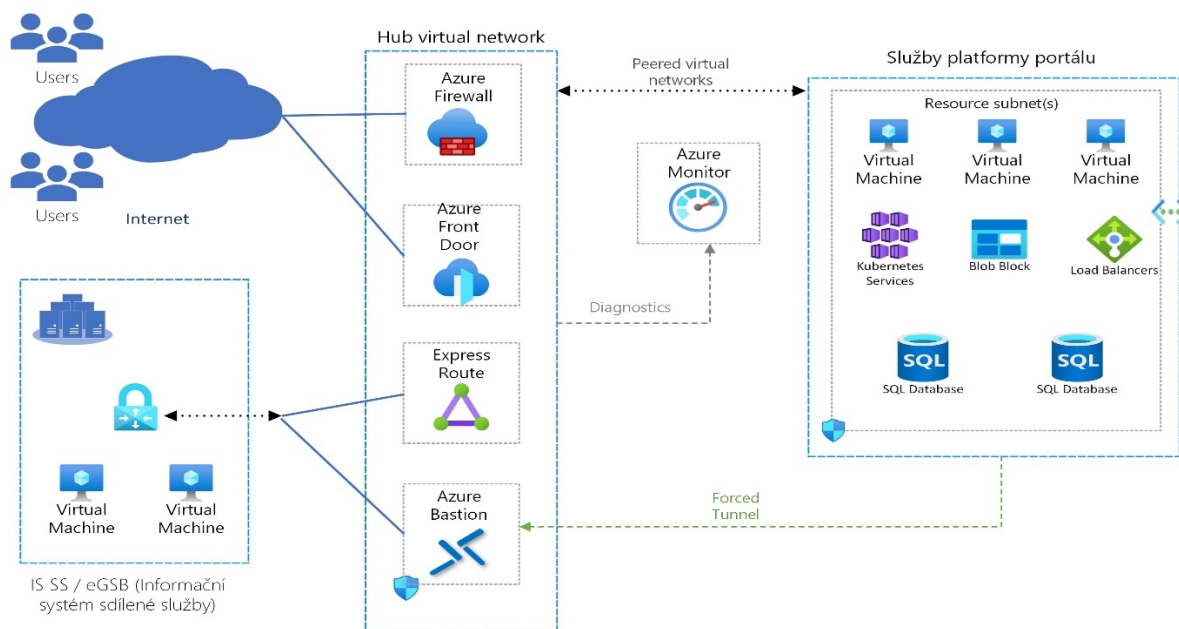 Users
Users
Internet
Hub virtual network
Azure
Firewall
Azure
Front
Door
Express
Route
Azure
Bastion
Peered virtual
networks
Azure
Monitor
Diagnostics
Služby platformy portálu
Resource subnet(s)
Virtual
Machine
Virtual
Machine
Virtual
Machine
Kubernetes
Services
Blob Block
Load Balancers
SQL
SQL Database
SQL
SQL Database
Forced
Tunnel
Virtual
Machine
Virtual
Machine
IS SS / eGSB (Informační
systém sdílené služby)